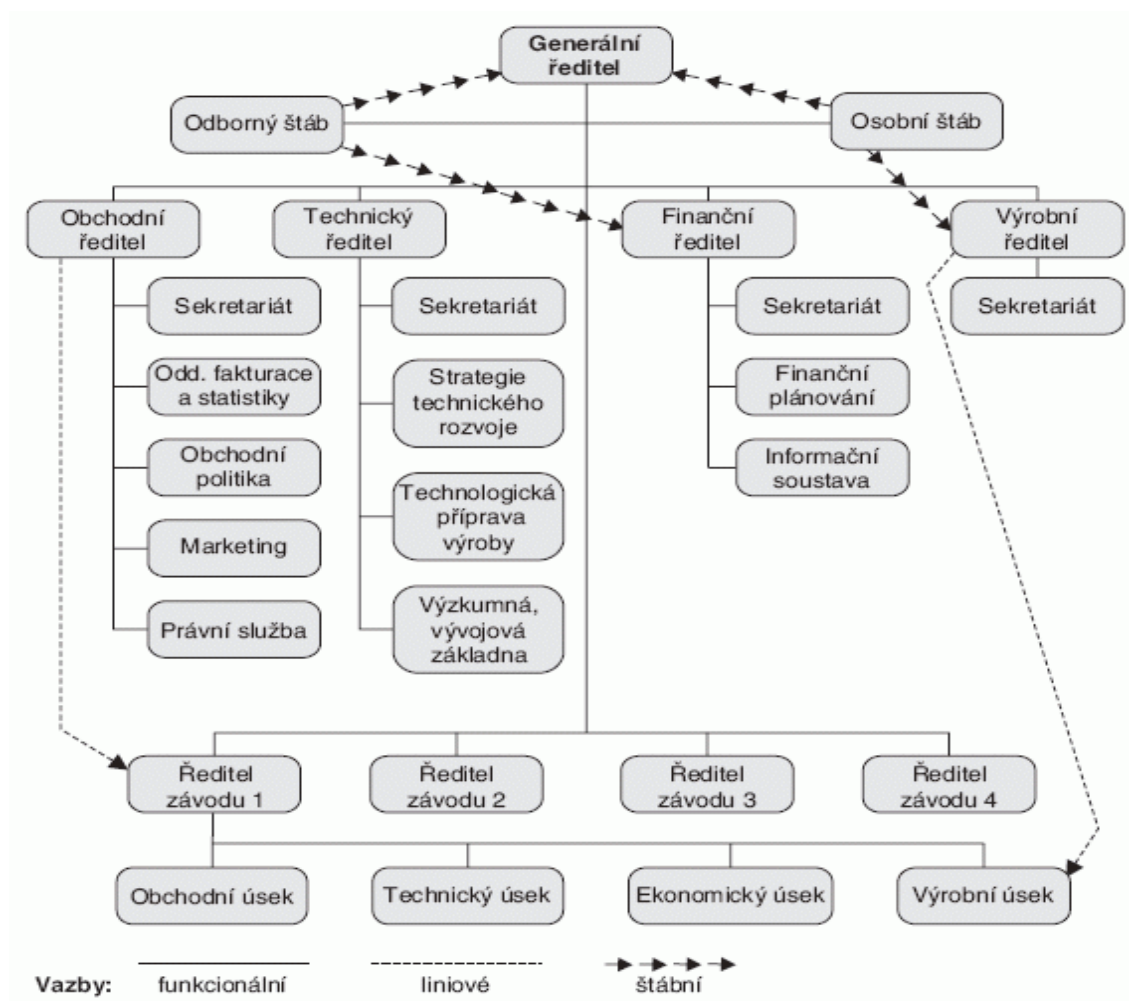 Generální
ředitel
Odborný štáb
Osobní štáb
Obchodní
ředitel
Technický
ředitel
Finanční
ředitel
Výrobní
ředitel
Sekretariát
Sekretariát
Sekretariát
Sekretariát
Odd. fakturace
a statistiky
Strategie
technického
rozvoje
Finanční
plánování
Obchodní
politika
Technologická
příprava
výroby
Informační
soustava
Marketing
Právní služba
Výzkumná,
vývojová
základna
Ředitel
závodu 1
Ředitel
závodu 2
Ředitel
závodu 3
Ředitel
závodu 4
Obchodní úsek
Technický úsek
Ekonomický úsek
Výrobní úsek
Vazby: funkcionální liniové štábní